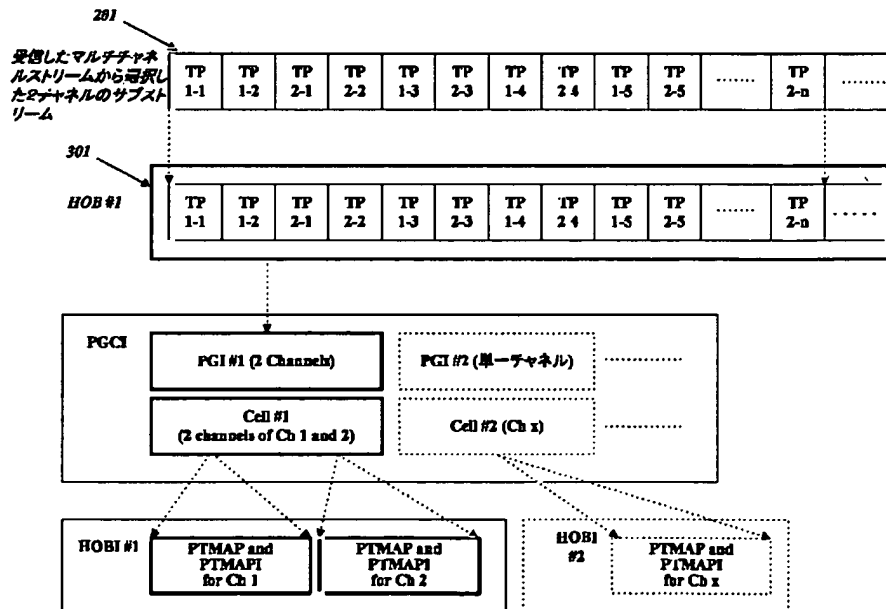 201
受信したマルチチャネ
ルストリームから選択し
た2チャネルのサブスト
リーム
TP 1-1 TP 1-2 TP 2-1 TP 2-2 TP 1-3 TP 2-3 TP 1-4 TP 2 4 TP 1-5 TP 2-5 ...... TP 2-n ......
301
HOB #1
TP 1-1 TP 1-2 TP 2-1 TP 2-2 TP 1-3 TP 2-3 TP 1-4 TP 2 4 TP 1-5 TP 2-5 ...... TP 2-n .....
PGCI
PGI #1 (2 Channels)
PGI #2 (単一チャネル)
Cell #1
(2 channels of Ch 1 and 2)
Cell #2 (Ch x)
HOBI #1
PTMAP and
PTMAPI
for Ch 1
PTMAP and
PTMAPI
for Ch 2
HOBI
#2
PTMAP and
PTMAPI
for Ch x